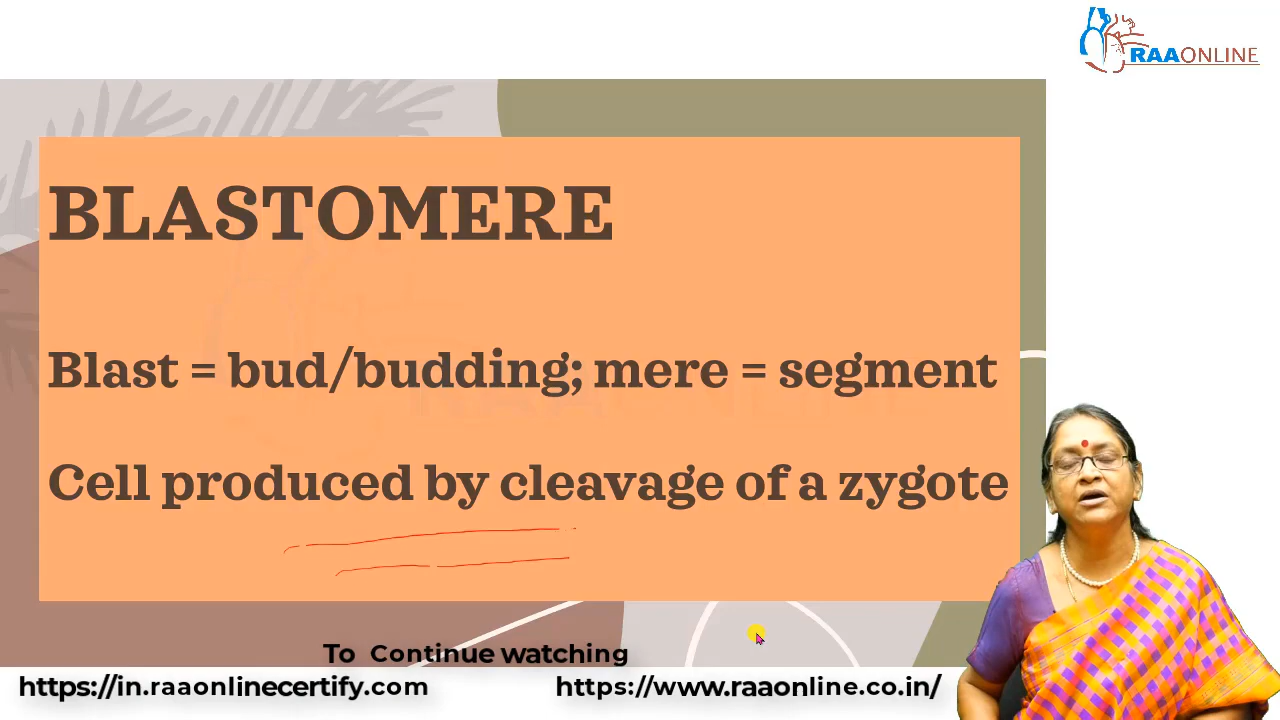 RAAONLINE
BLASTOMERE
Blast = bud/budding; mere = segment
Cell produced by cleavage of a zygote
To Continue watching
https://in.raaonlinecertify.com
https://www.raaonline.co.in/